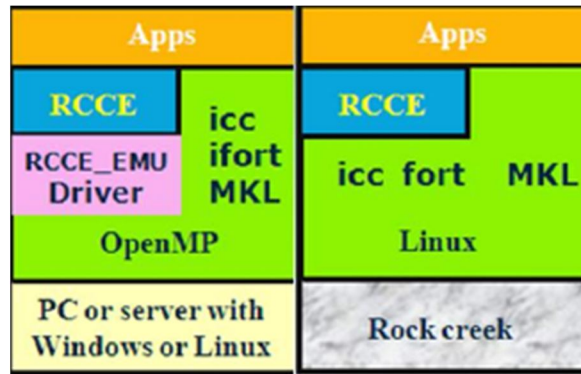 Apps
RCCE
icc
ifort
MKL
RCCE_EMU
Driver
OpenMP
PC or server with
Windows or Linux
Apps
RCCE
icc fort MKL
Linux
Rock creek